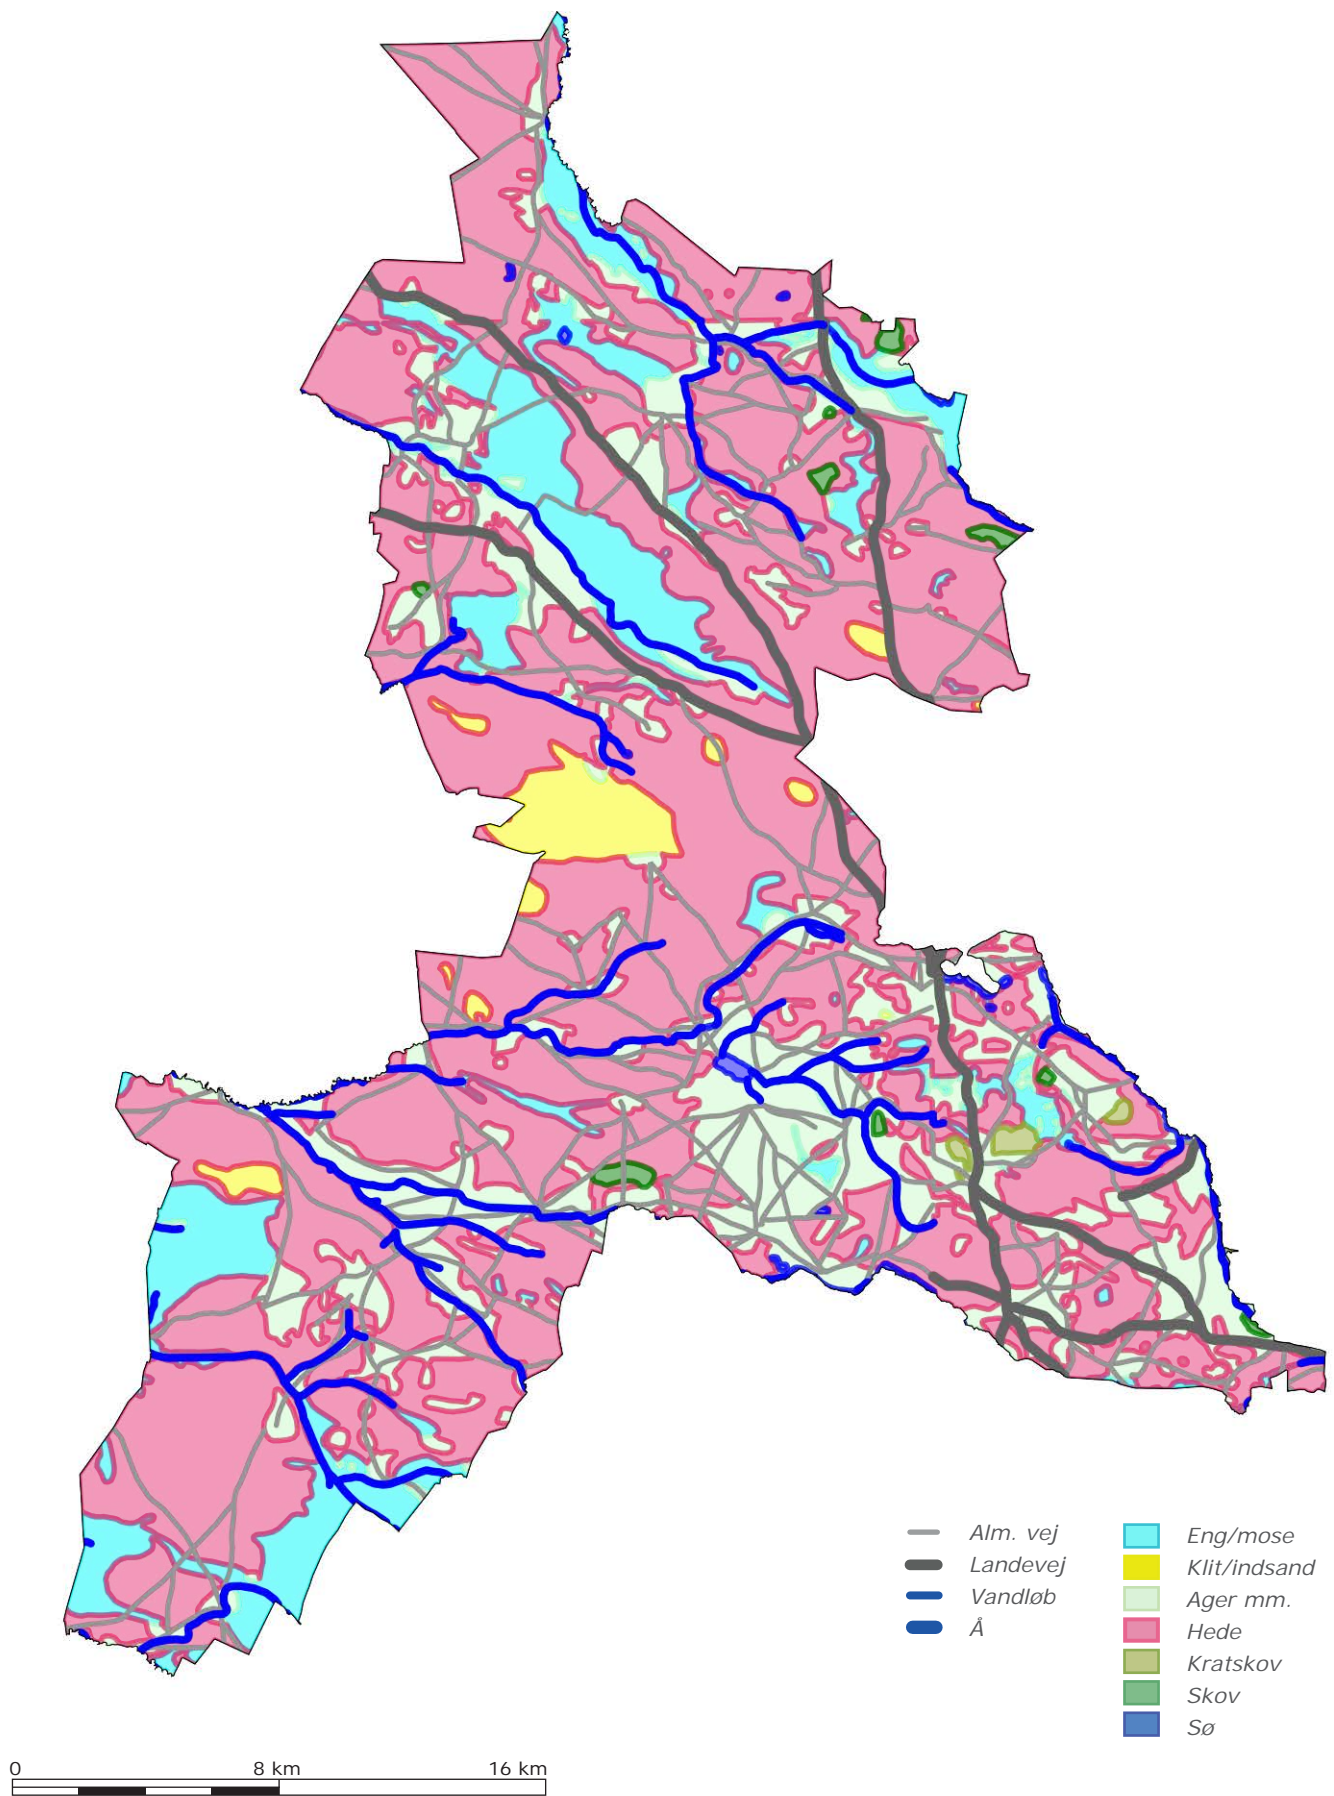 Alm. vej
Landevej
Vandløb
Å
Eng/mose
Klit/indsand
Ager mm.
Hede
Kratskov
Skov
Sø
0 8 km 16 km